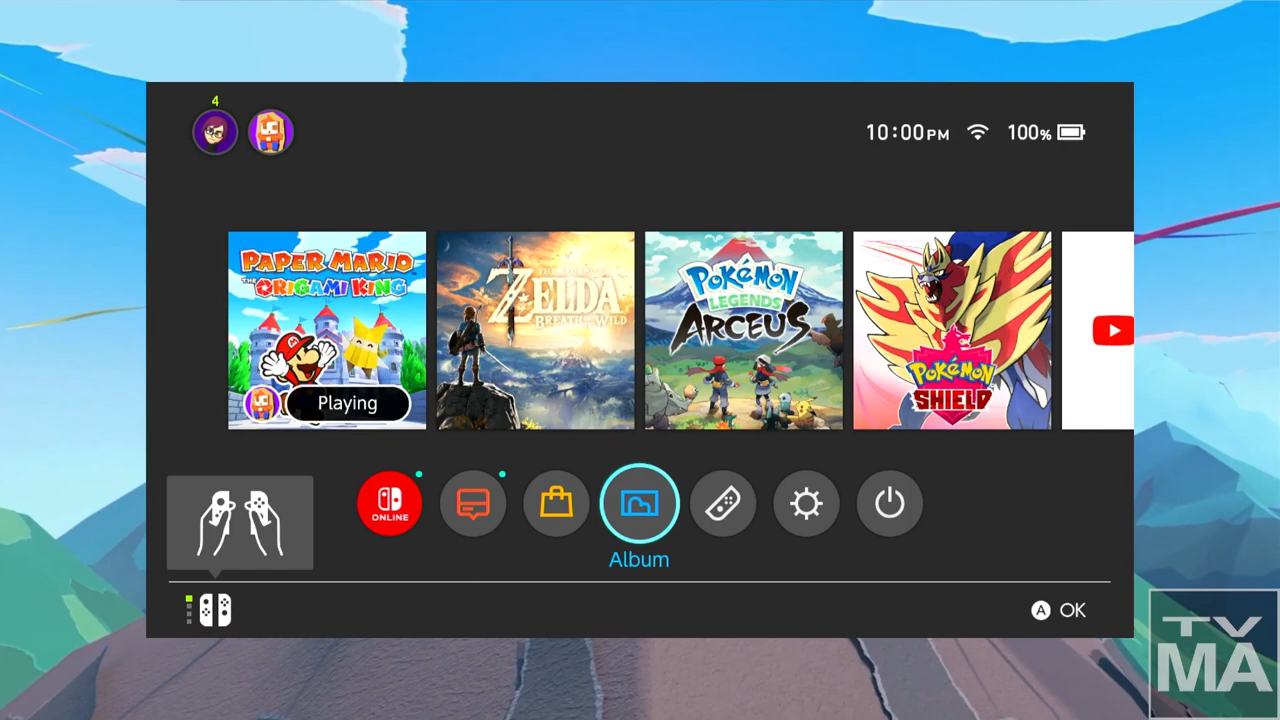 4
10:00PM
100%
PAPER MARIO
THE ORIGAMI KING
Playing
THE LEGEND OF
ZELDA
BREATH OF THE WILD
POKéMON
LEGENDS
ARCEUS
POKéMON
SHIELD
ONLINE
Album
A OK
TV
MA